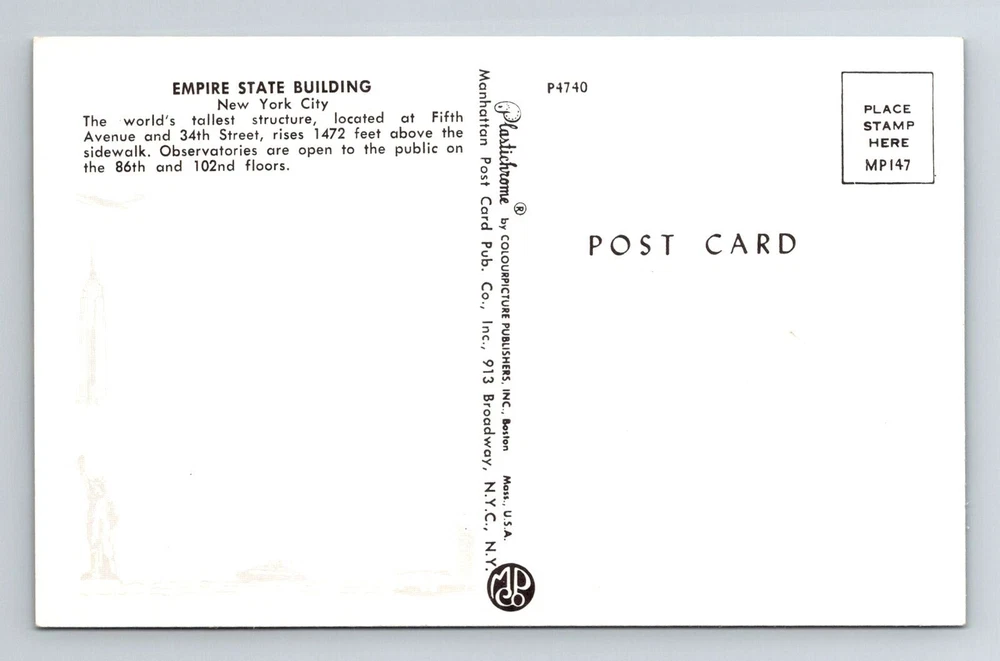 EMPIRE STATE BUILDING
New York City
The world's tallest structure, located at Fifth
Avenue and 34th Street, rises 1472 feet above the
sidewalk. Observatories are open to the public on
the 86th and 102nd floors.
Plastichrome ® by COLOURPICTURE PUBLISHERS, INC., Boston Mass., U.S.A.
Manhattan Post Card Pub. Co., Inc., 913 Broadway, N.Y.C., N.Y.
MPCo
P4740
PLACE
STAMP
HERE
MP147
POST CARD